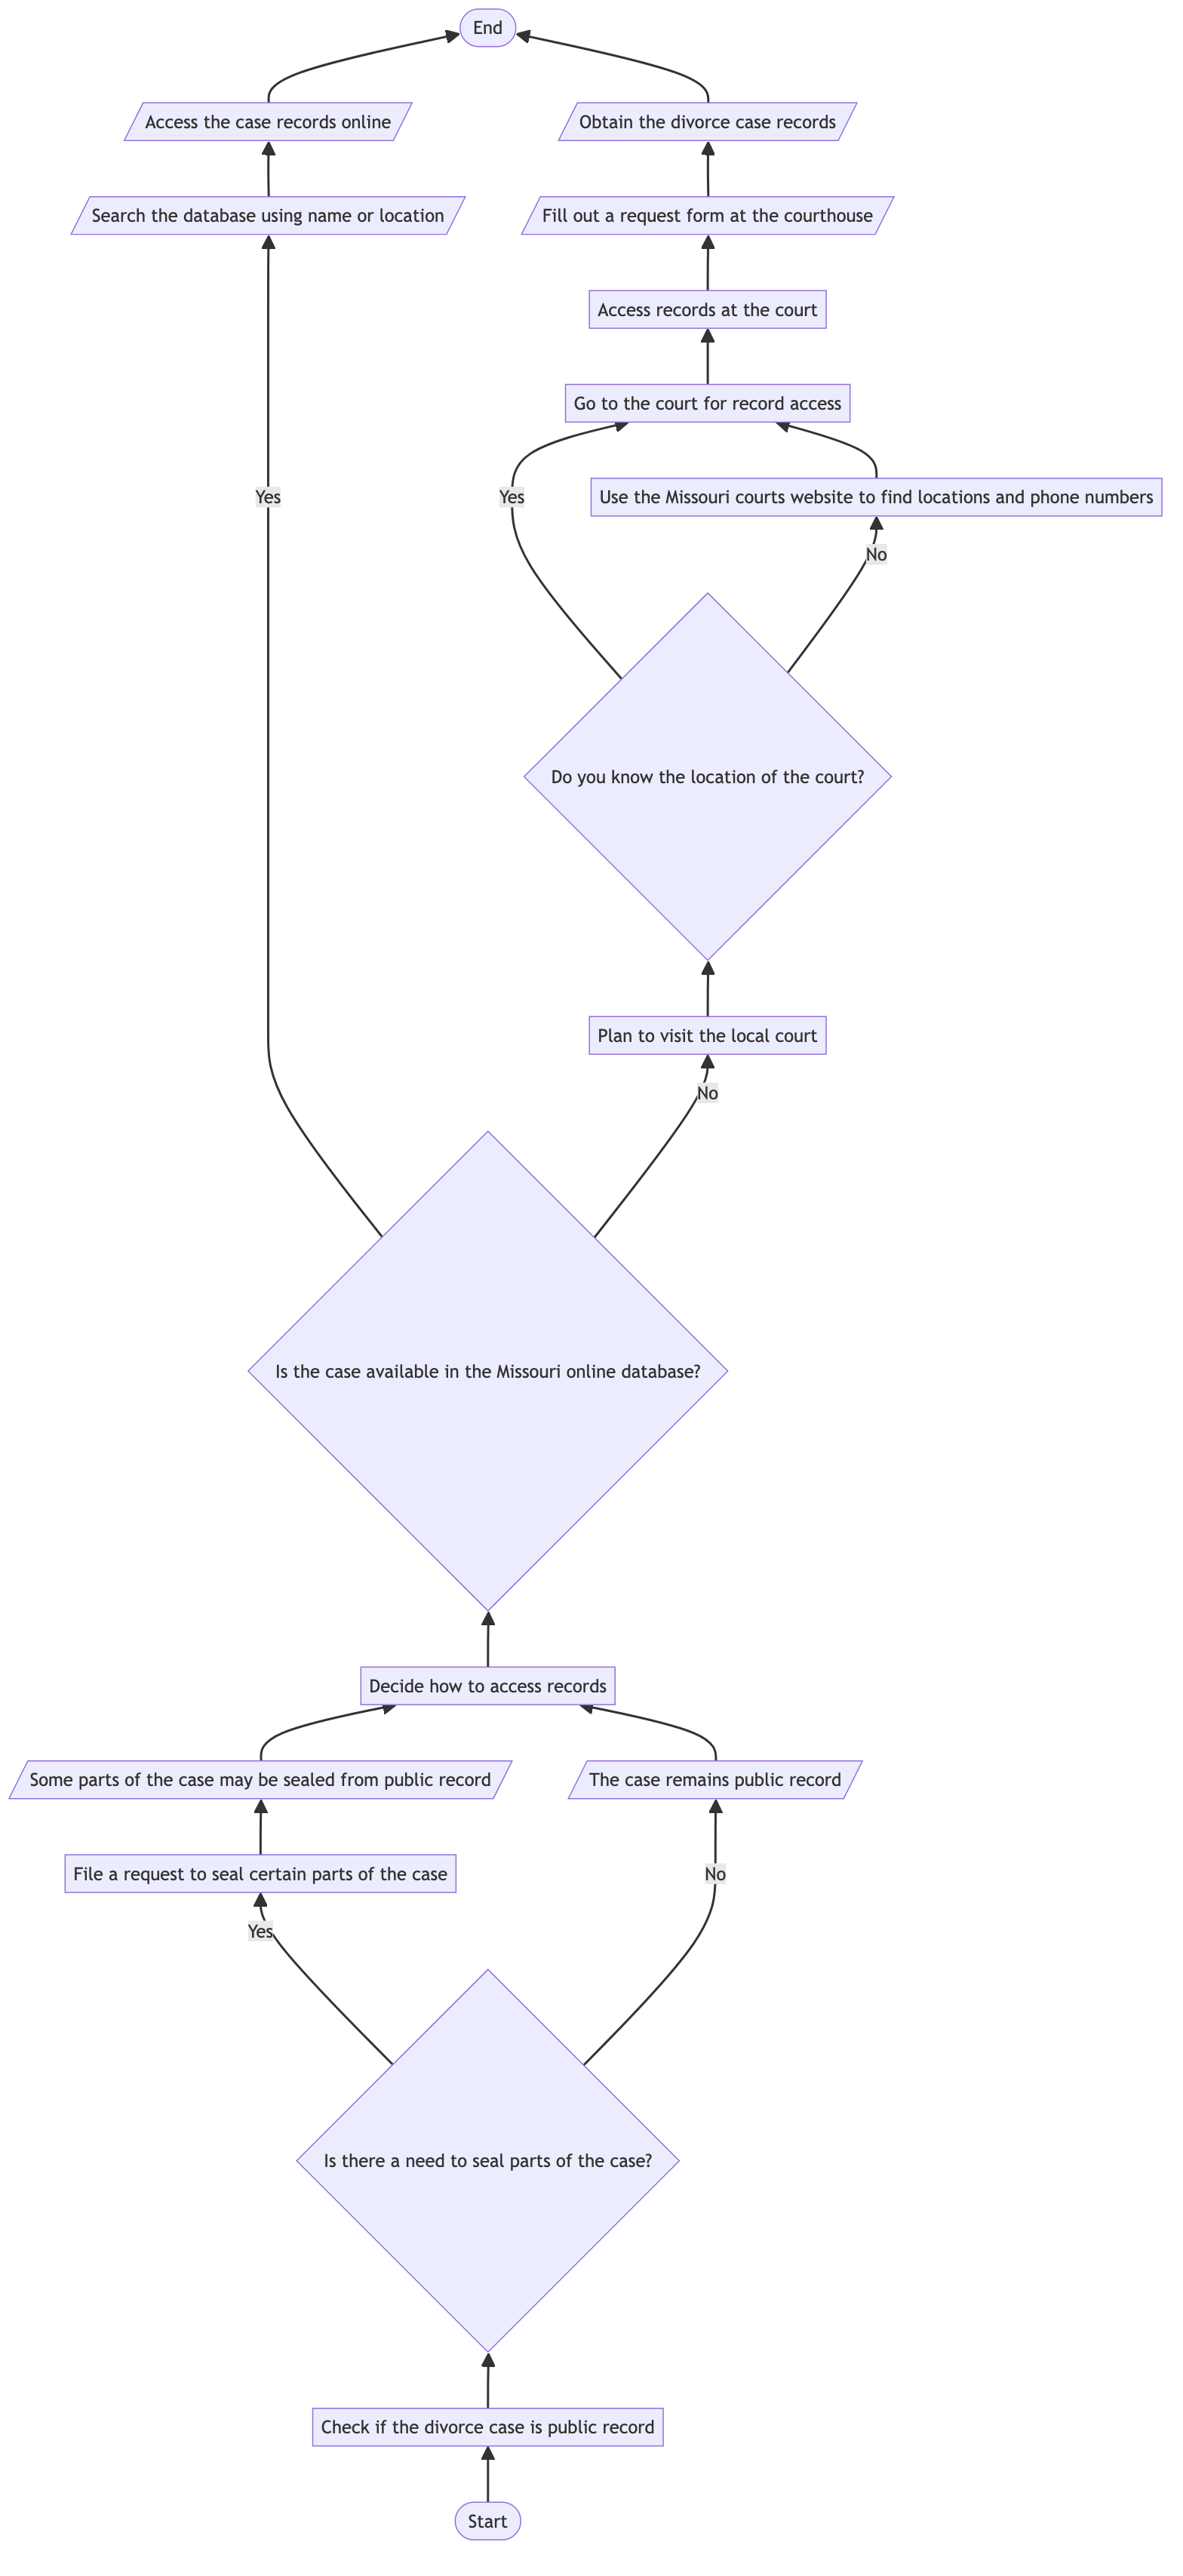 End
Access the case records online
Obtain the divorce case records
Search the database using name or location
Fill out a request form at the courthouse
Access records at the court
Go to the court for record access
Yes
Yes
Use the Missouri courts website to find locations and phone numbers
No
Do you know the location of the court?
Plan to visit the local court
No
Is the case available in the Missouri online database?
Decide how to access records
Some parts of the case may be sealed from public record
The case remains public record
File a request to seal certain parts of the case
No
Yes
Is there a need to seal parts of the case?
Check if the divorce case is public record
Start